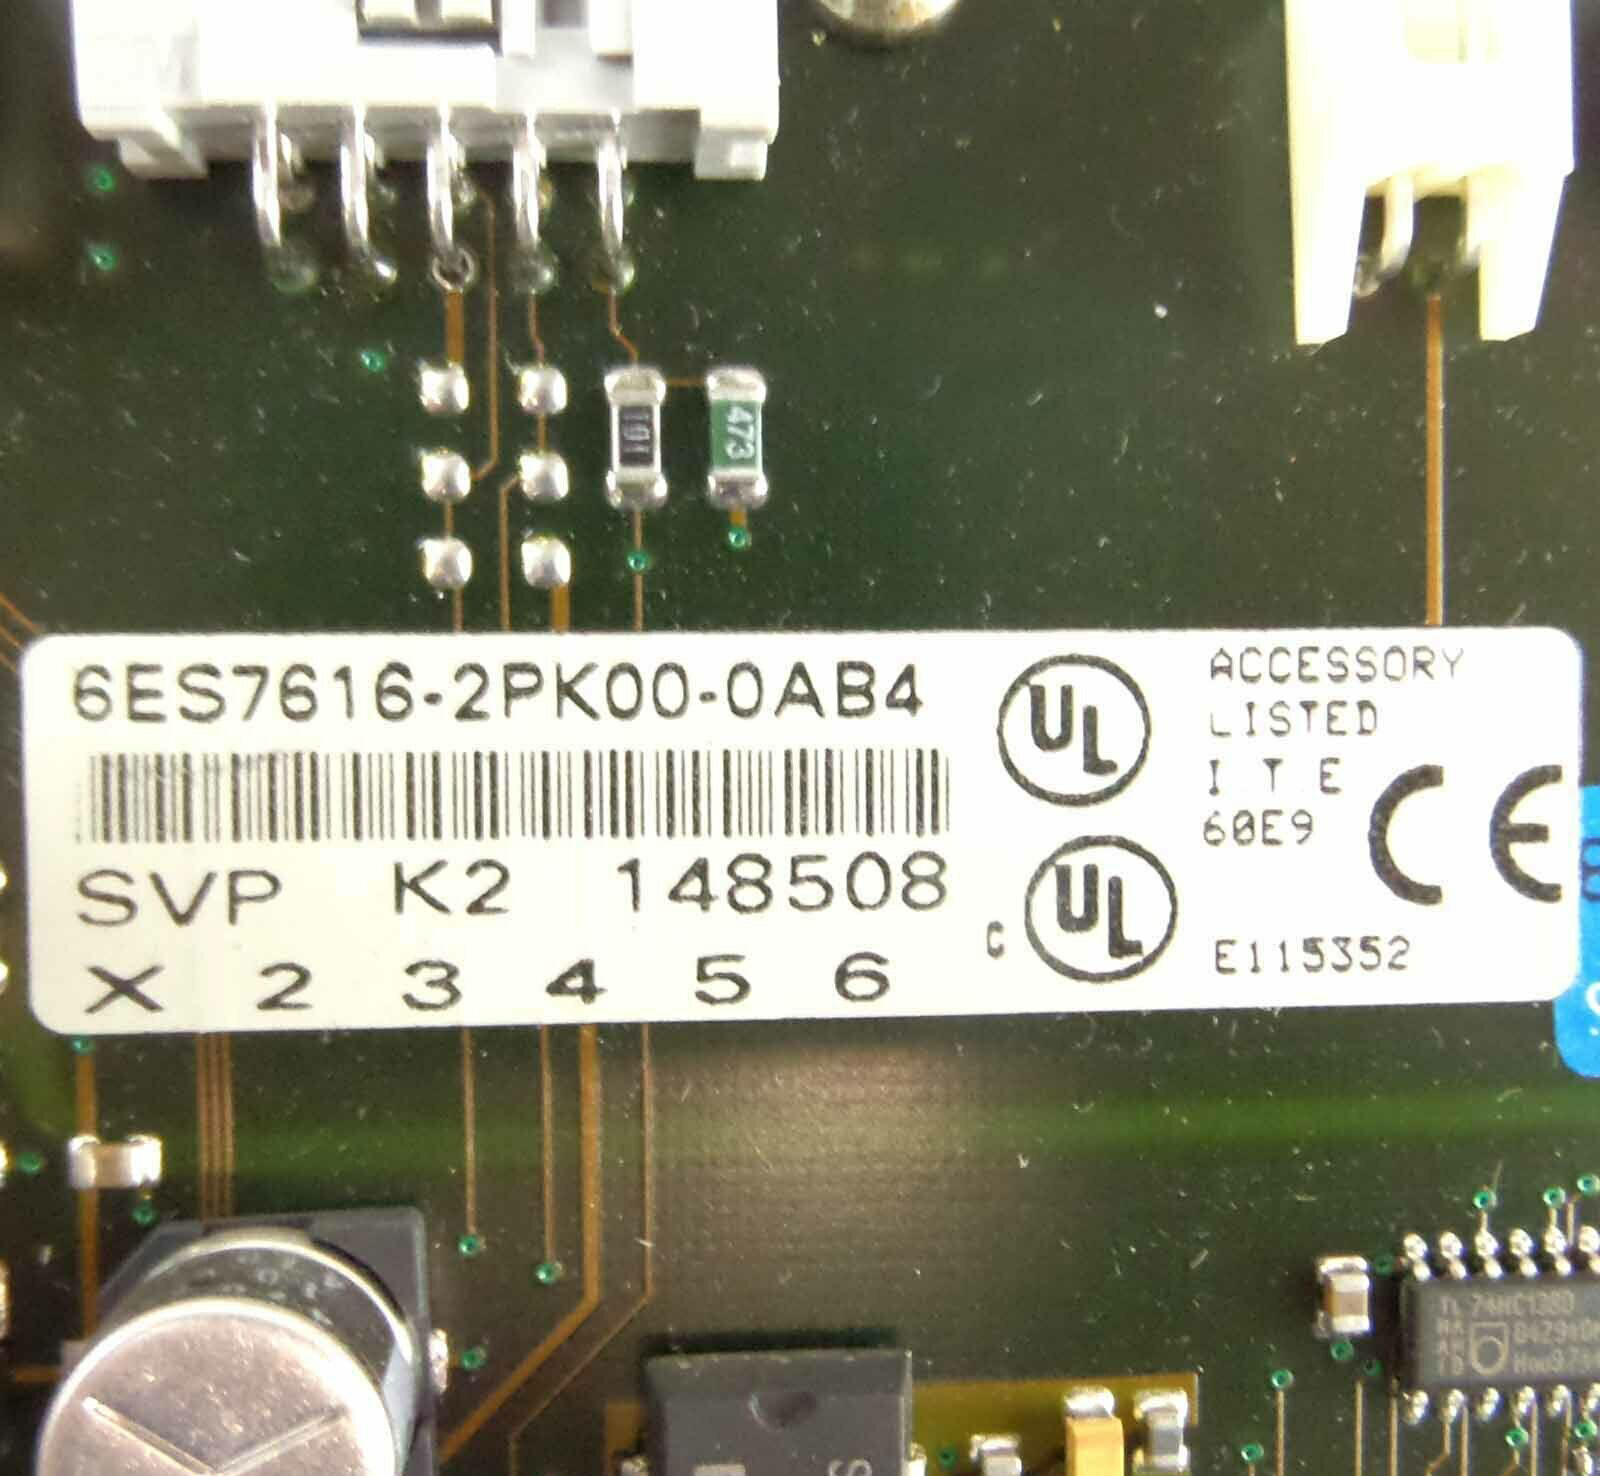 101
473
6ES7616-2PK00-0AB4
SVP K2 148508
X 2 3 4 5 6
UL
c UL
ACCESSORY
LISTED
I.T.E
60E9
CE
E115352
74HC138D